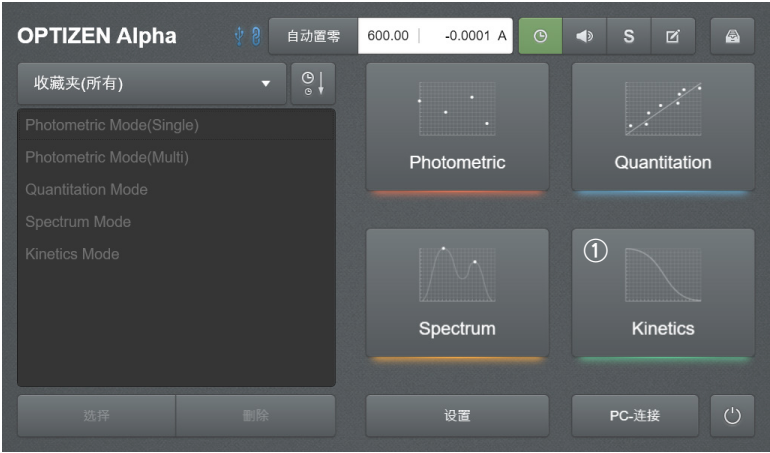 OPTIZEN Alpha
自动置零
600.00
-0.0001 A
S
收藏夹(所有)
Photometric Mode(Single)
Photometric Mode(Multi)
Quantitation Mode
Spectrum Mode
Kinetics Mode
选择
删除
Photometric
Quantitation
Spectrum
①
Kinetics
设置
PC-连接